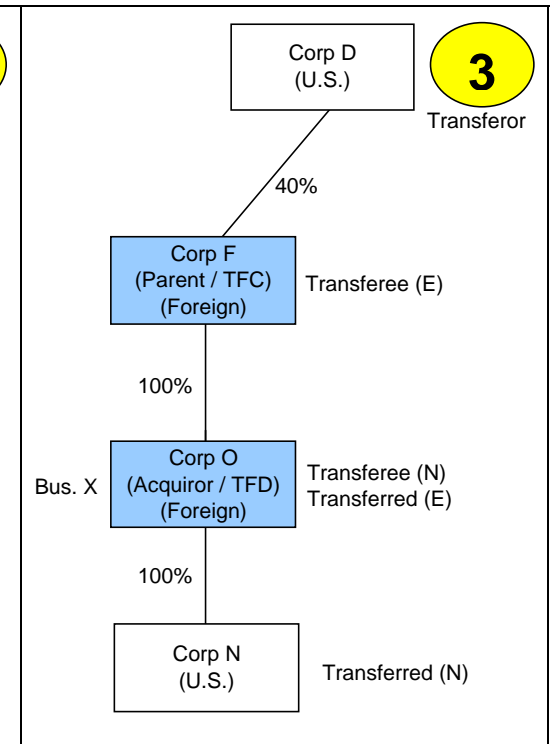 Corp D
(U.S.)
3
Transferor
40%
Corp F
(Parent / TFC)
(Foreign)
Transferee (E)
100%
Bus. X
Corp O
(Acquiror / TFD)
(Foreign)
Transferee (N)
Transferred (E)
100%
Corp N
(U.S.)
Transferred (N)